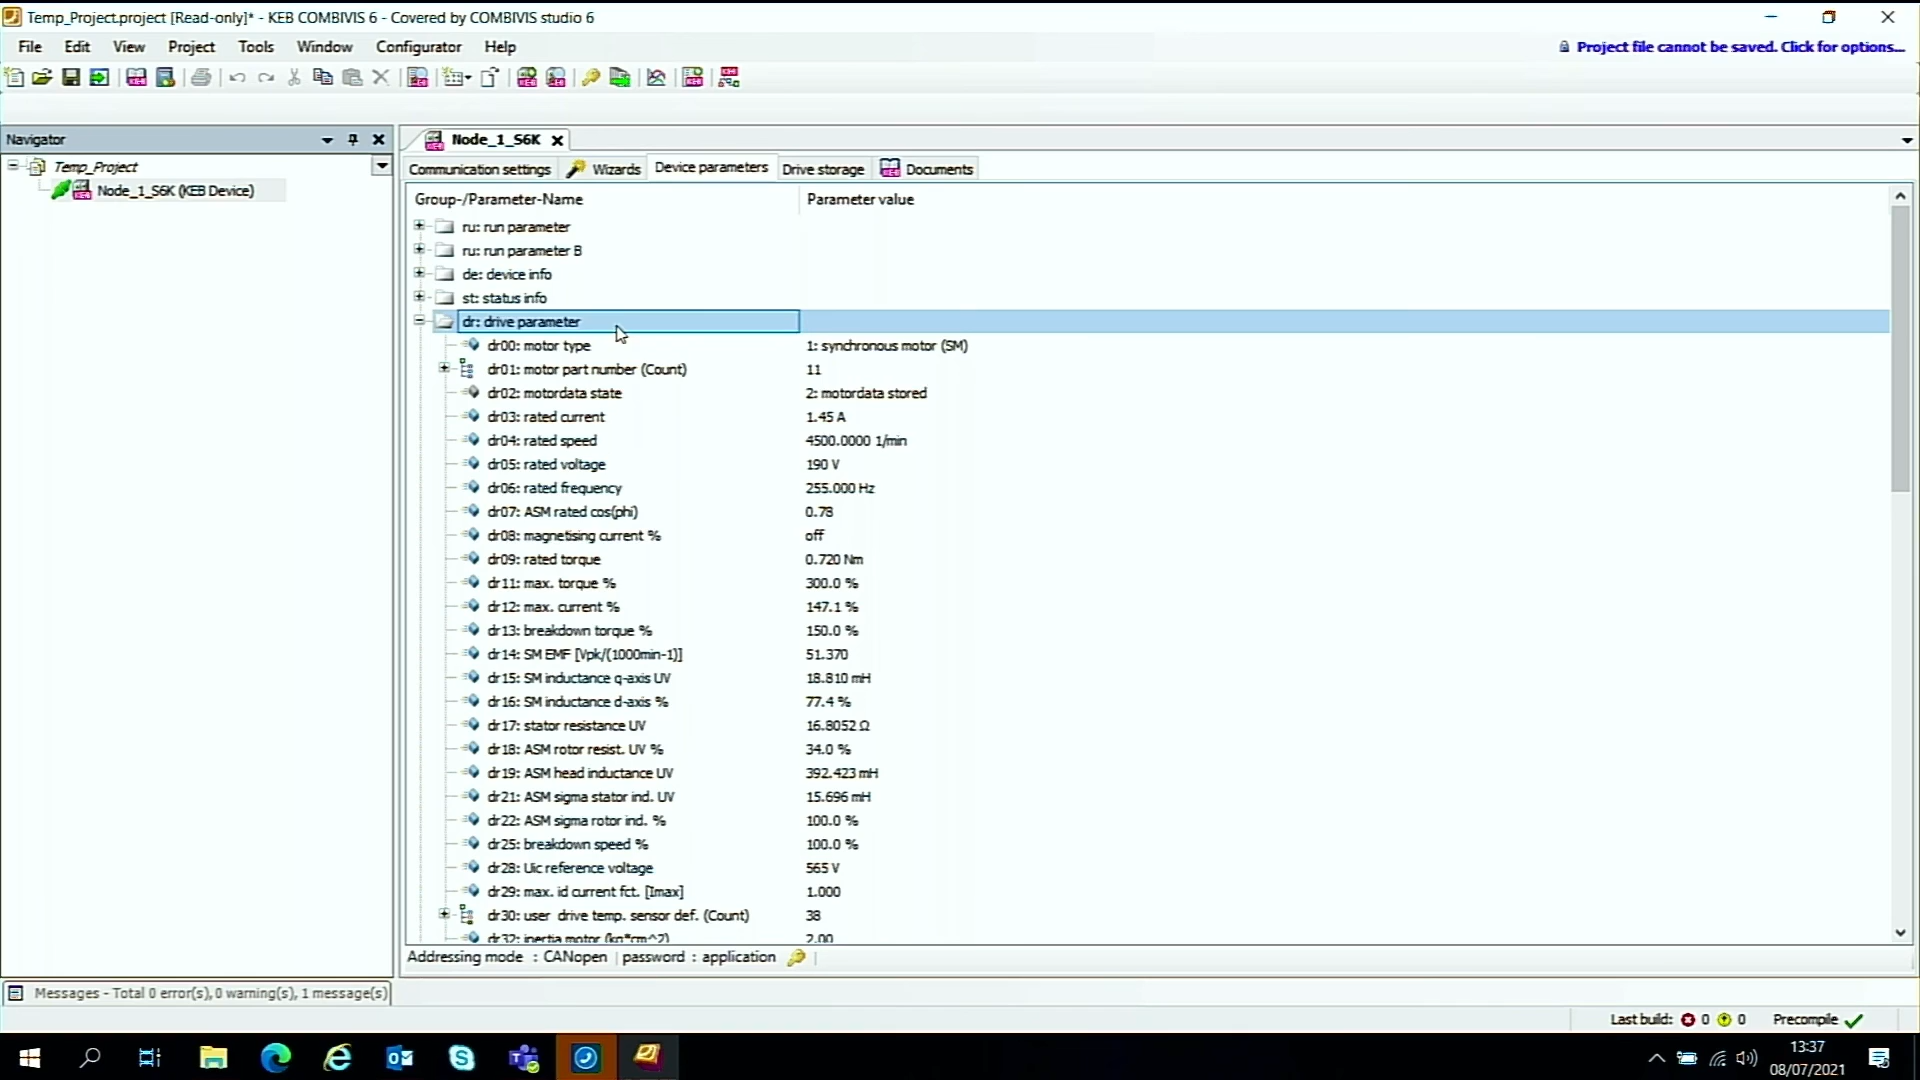 Temp_Project.project [Read-only]* - KEB COMBIVIS 6 - Covered by COMBIVIS studio 6
File Edit View Project Tools Window Configurator Help
Project file cannot be saved. Click for options...
Navigator
Temp_Project
Node_1_S6K (KEB Device)
Node_1_S6K
Communication settings Wizards Device parameters Drive storage Documents
Group-/Parameter-Name Parameter value
ru: run parameter
ru: run parameter B
de: device info
st: status info
dr: drive parameter
dr00: motor type 1: synchronous motor (SM)
dr01: motor part number (Count) 11
dr02: motordata state 2: motordata stored
dr03: rated current 1.45 A
dr04: rated speed 4500.0000 1/min
dr05: rated voltage 190 V
dr06: rated frequency 255.000 Hz
dr07: ASM rated cos(phi) 0.78
dr08: magnetising current % off
dr09: rated torque 0.720 Nm
dr11: max. torque % 300.0 %
dr12: max. current % 147.1 %
dr13: breakdown torque % 150.0 %
dr14: SM EMF [Vpk/(1000min-1)] 51.370
dr15: SM inductance q-axis UV 18.810 mH
dr16: SM inductance d-axis % 77.4 %
dr17: stator resistance UV 16.8052 Ω
dr18: ASM rotor resist. UV % 34.0 %
dr19: ASM head inductance UV 392.423 mH
dr21: ASM sigma stator ind. UV 15.696 mH
dr22: ASM sigma rotor ind. % 100.0 %
dr25: breakdown speed % 100.0 %
dr28: Uic reference voltage 565 V
dr29: max. id current fct. [Imax] 1.000
dr30: user drive temp. sensor def. (Count) 38
dr32: inertia motor (kg*cm^2) 2.00
Addressing mode : CANopen password : application
Messages - Total 0 error(s), 0 warning(s), 1 message(s)
Last build: 0 0 Precompile
13:37
08/07/2021